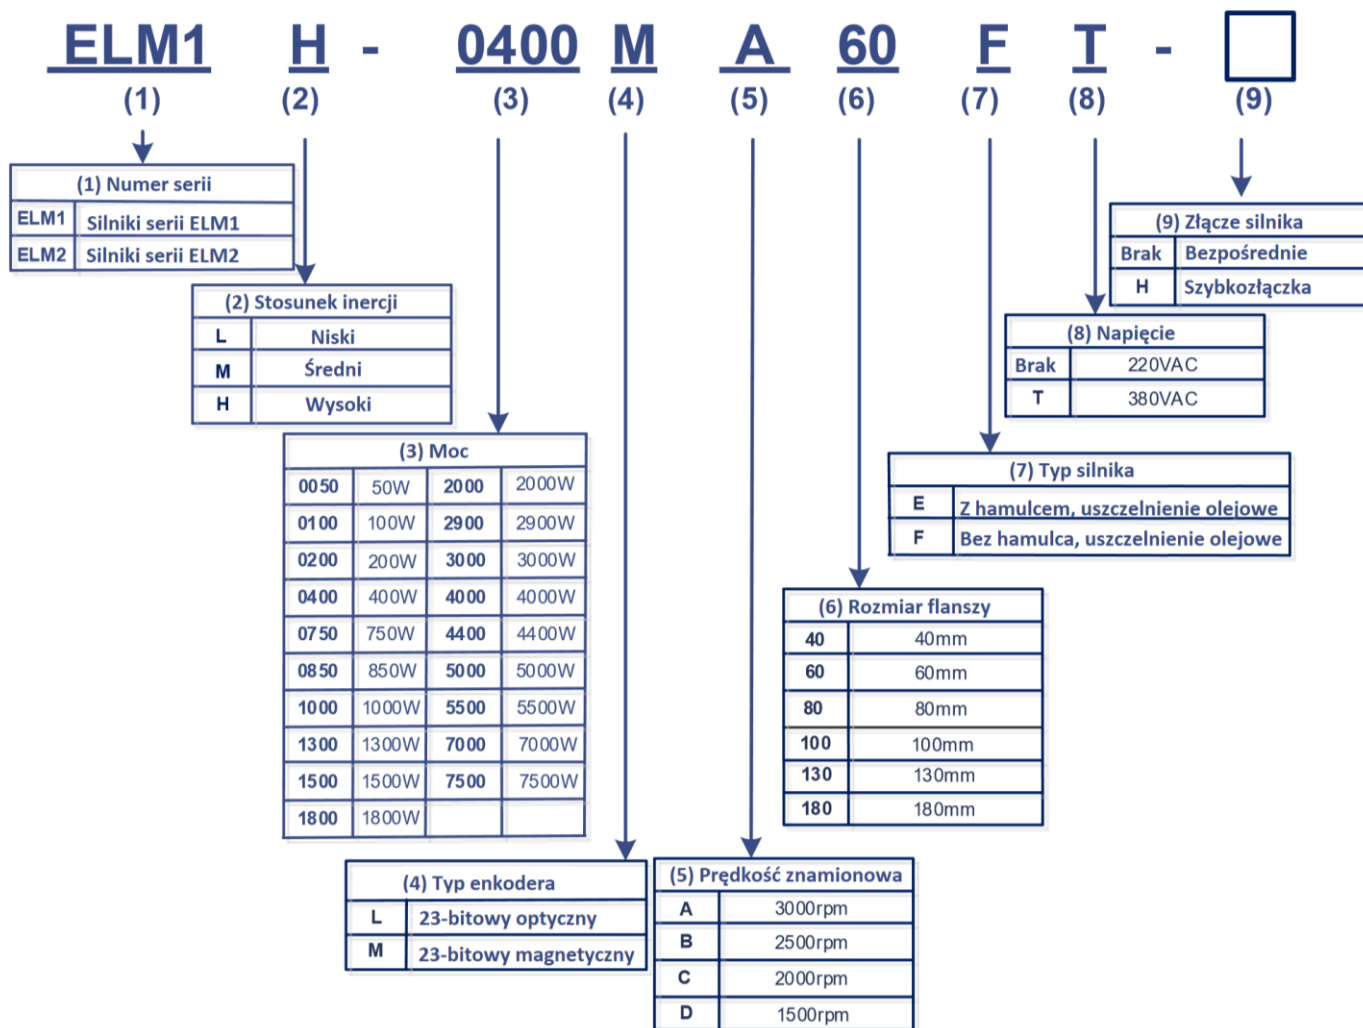 ELM1 H - 0400 M A 60 F T -
(1) (2) (3) (4) (5) (6) (7) (8) (9)
(1) Numer serii
ELM1 Silniki serii ELM1
ELM2 Silniki serii ELM2
(2) Stosunek inercji
L Niski
M Średni
H Wysoki
(3) Moc
0050 50W 2000 2000W
0100 100W 2900 2900W
0200 200W 3000 3000W
0400 400W 4000 4000W
0750 750W 4400 4400W
0850 850W 5000 5000W
1000 1000W 5500 5500W
1300 1300W 7000 7000W
1500 1500W 7500 7500W
1800 1800W
(4) Typ enkodera
L 23-bitowy optyczny
M 23-bitowy magnetyczny
(5) Prędkość znamionowa
A 3000rpm
B 2500rpm
C 2000rpm
D 1500rpm
(6) Rozmiar flanszy
40 40mm
60 60mm
80 80mm
100 100mm
130 130mm
180 180mm
(7) Typ silnika
E Z hamulcem, uszczelnienie olejowe
F Bez hamulca, uszczelnienie olejowe
(8) Napięcie
Brak 220VAC
T 380VAC
(9) Złącze silnika
Brak Bezpośrednie
H Szybkozłączka